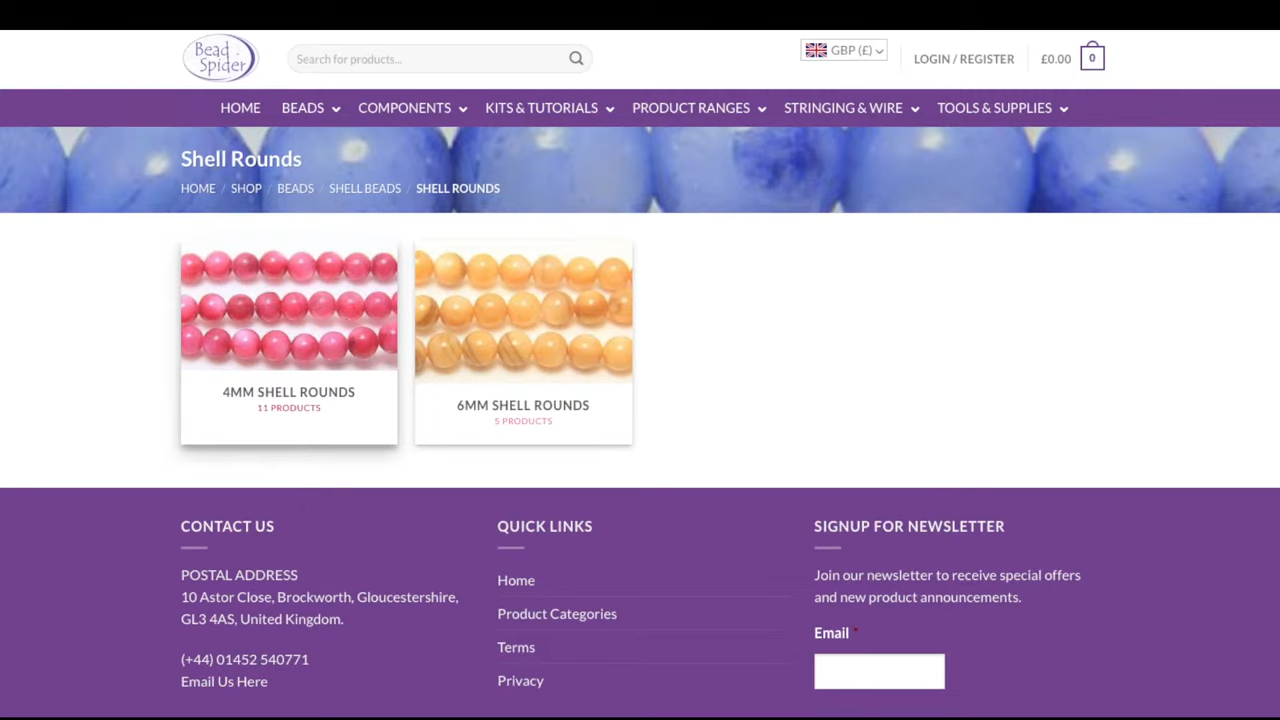 Bead
Spider
Search for products...
GBP (£)
LOGIN / REGISTER
£0.00
0
HOME
BEADS
COMPONENTS
KITS & TUTORIALS
PRODUCT RANGES
STRINGING & WIRE
TOOLS & SUPPLIES
Shell Rounds
HOME / SHOP / BEADS / SHELL BEADS / SHELL ROUNDS
4MM SHELL ROUNDS
11 PRODUCTS
6MM SHELL ROUNDS
5 PRODUCTS
CONTACT US
POSTAL ADDRESS
10 Astor Close, Brockworth, Gloucestershire,
GL3 4AS, United Kingdom.
(+44) 01452 540771
Email Us Here
QUICK LINKS
Home
Product Categories
Terms
Privacy
SIGNUP FOR NEWSLETTER
Join our newsletter to receive special offers
and new product announcements.
Email *